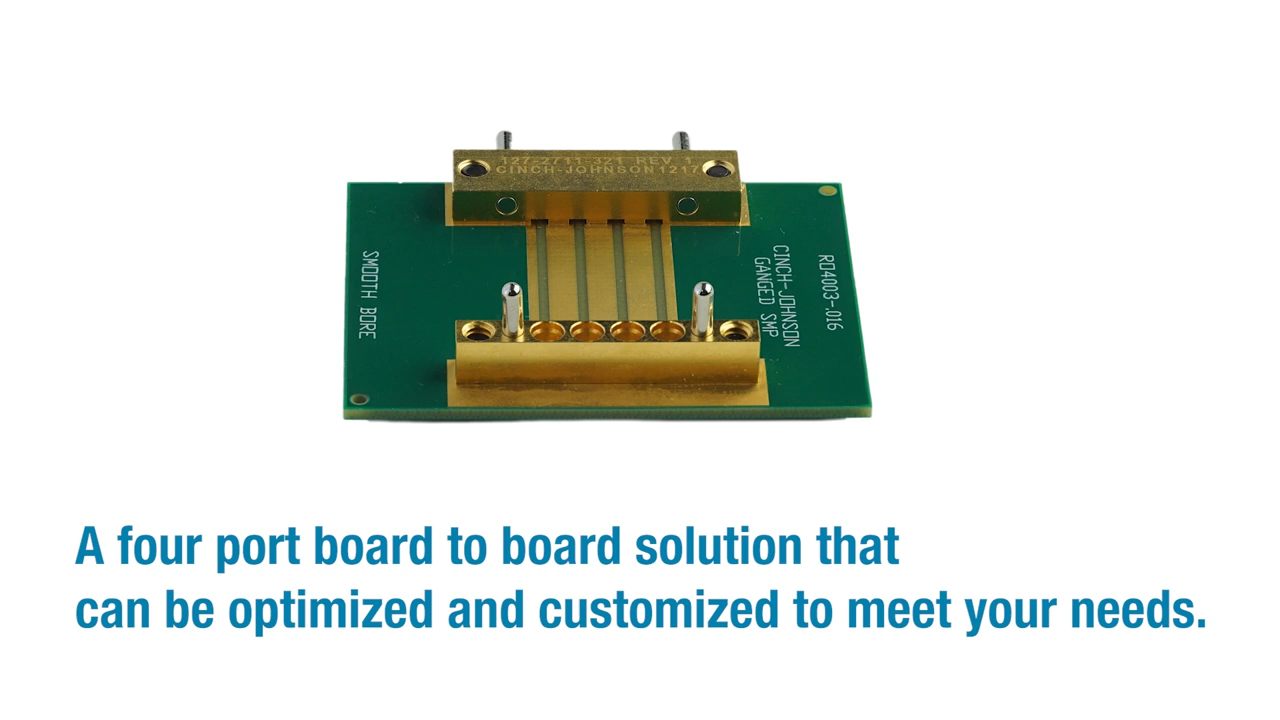 127-2711-321 REV 1
CINCH-JOHNSON1217
SMOOTH BORE
CINCH-JOHNSON
GANGED SMP
RO4003-.016
A four port board to board solution that
can be optimized and customized to meet your needs.